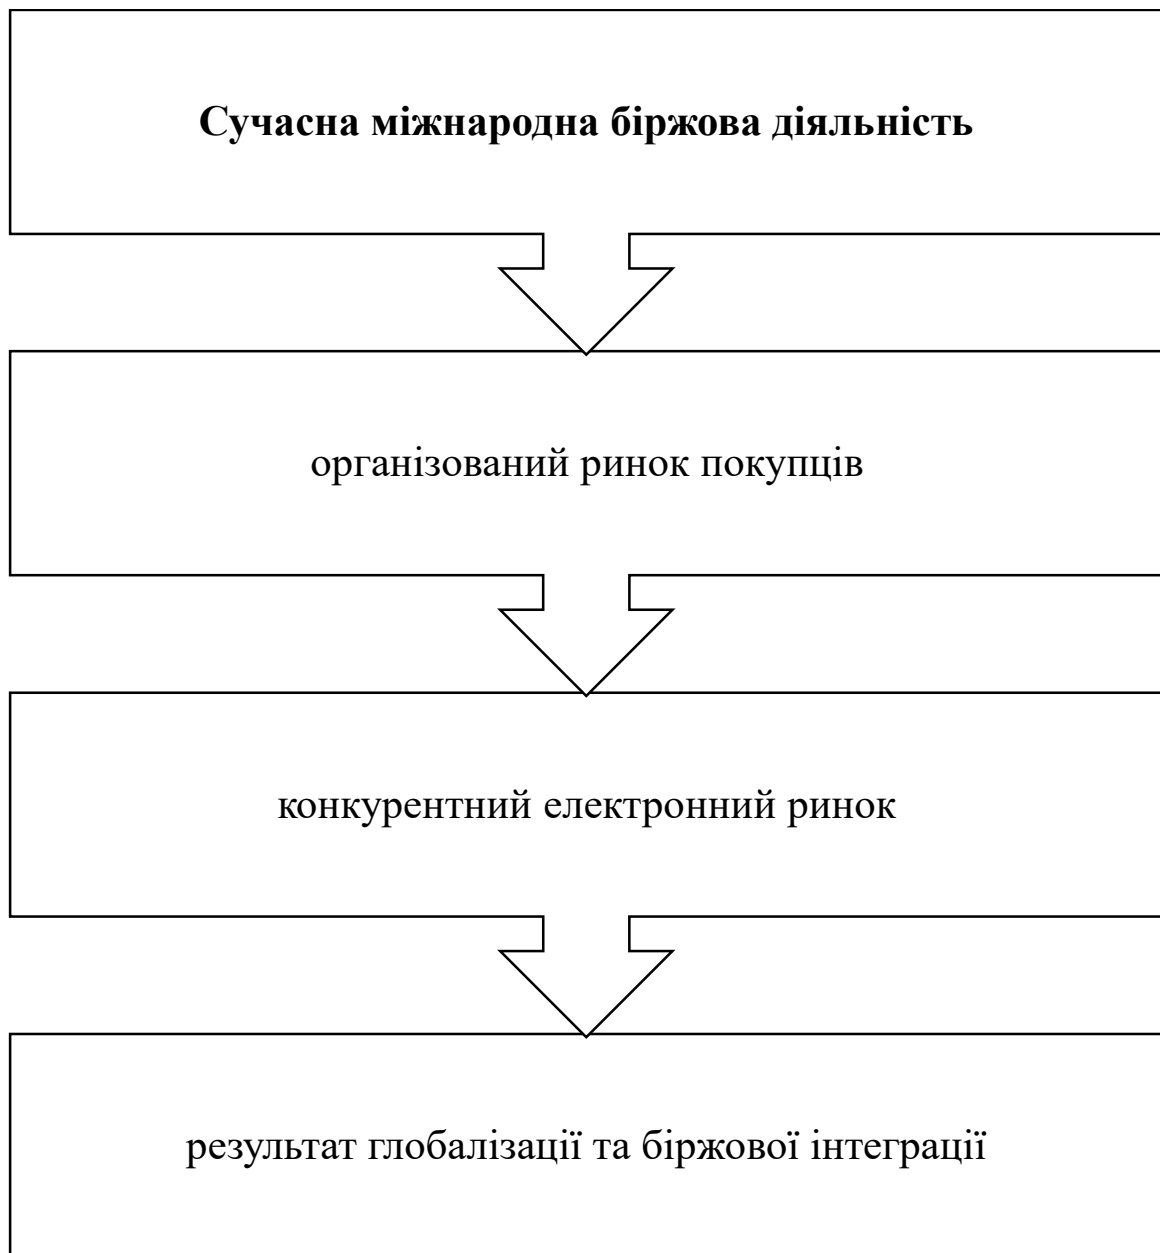 Сучасна міжнародна біржова діяльність
організований ринок покупців
конкурентний електронний ринок
результат глобалізації та біржової інтеграції